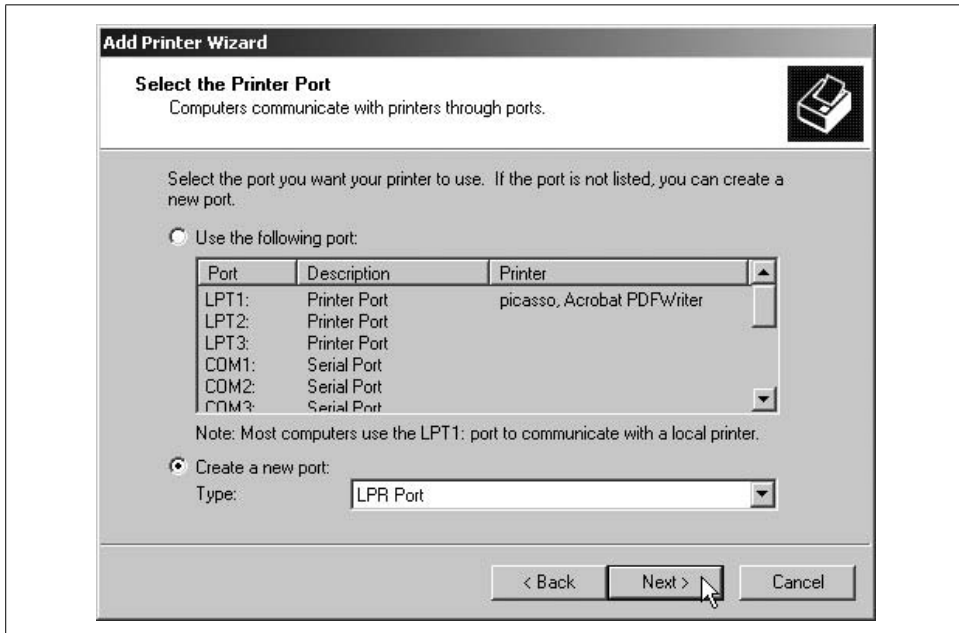 Add Printer Wizard
Select the Printer Port
Computers communicate with printers through ports.
Select the port you want your printer to use. If the port is not listed, you can create a
new port.
Use the following port:
Port Description Printer
LPT1: Printer Port picasso, Acrobat PDFWriter
LPT2: Printer Port
LPT3: Printer Port
COM1: Serial Port
COM2: Serial Port
COM3: Serial Port
Note: Most computers use the LPT1: port to communicate with a local printer.
Create a new port:
Type: LPR Port
< Back Next > Cancel